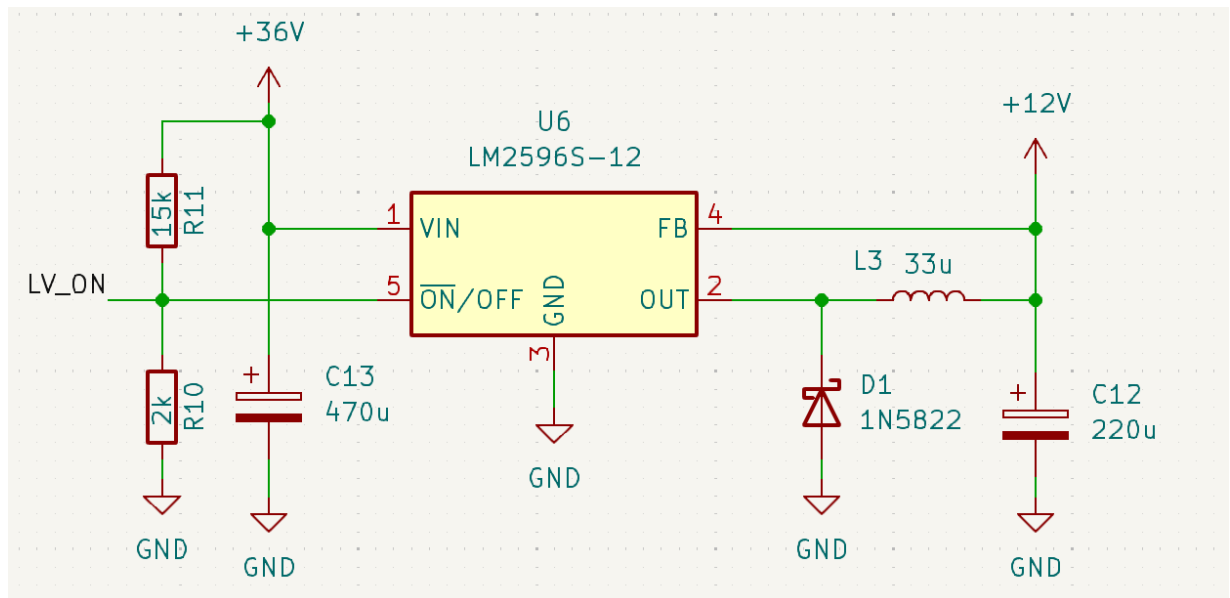 +36V
+12V
U6
LM2596S-12
15k
R11
1
VIN
FB
4
L3
33u
LV_ON
5
ON/OFF
GND
OUT
2
3
2k
R10
+
C13
470u
GND
D1
1N5822
+
C12
220u
GND
GND
GND
GND